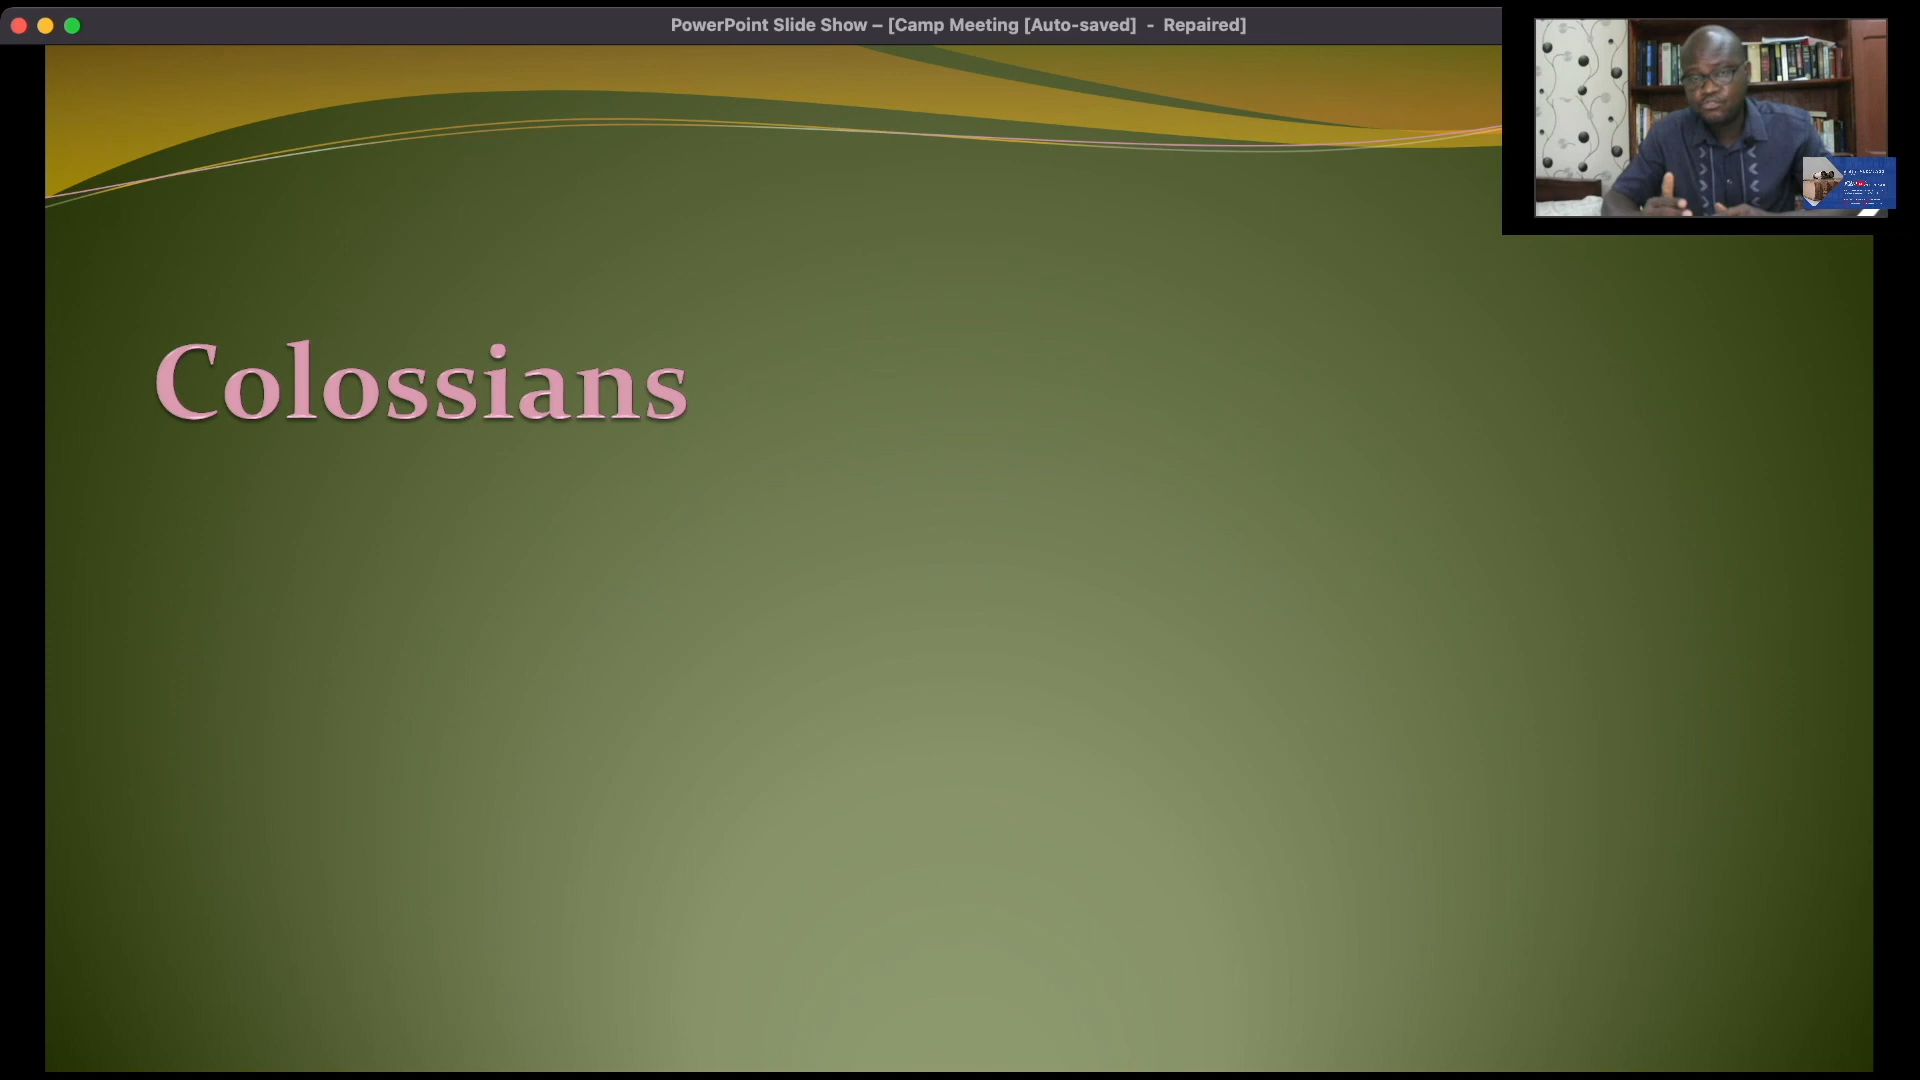 PowerPoint Slide Show – [Camp Meeting [Auto-saved]  -  Repaired]
Colossians